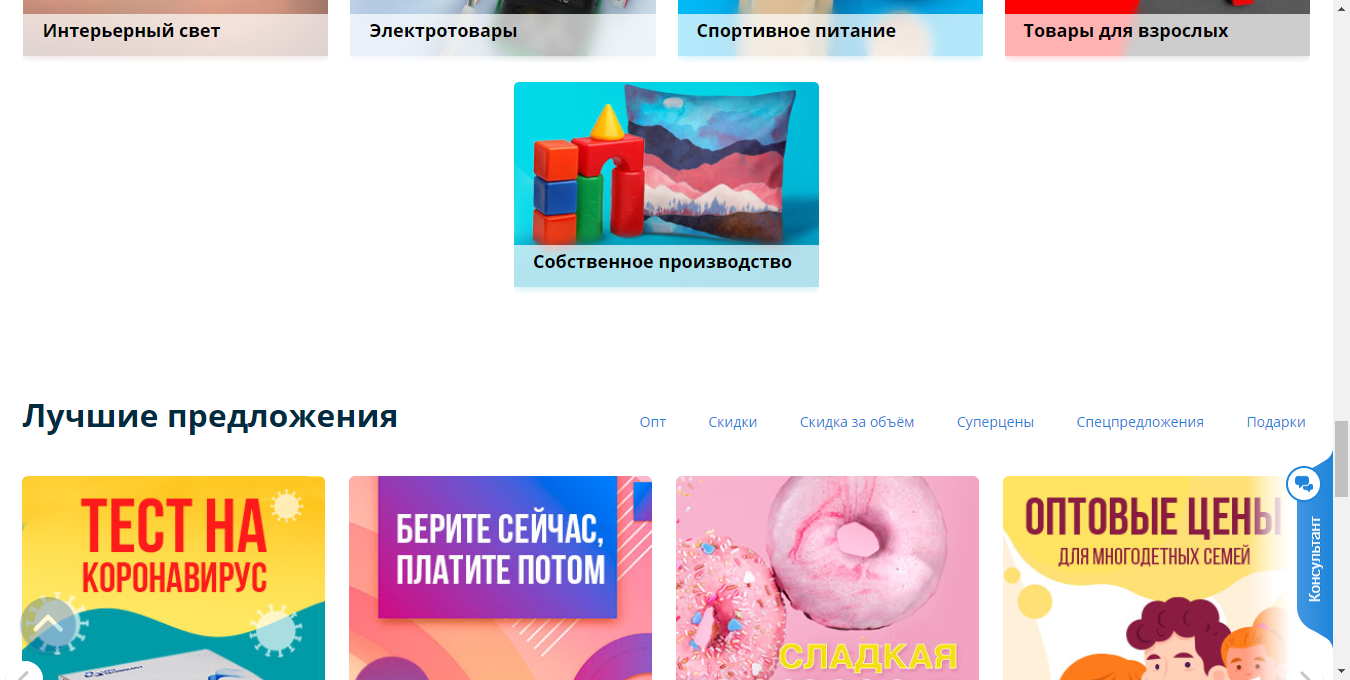 Интерьерный свет
Электротовары
Спортивное питание
Товары для взрослых
Собственное производство
Лучшие предложения
Опт
Скидки
Скидка за объём
Суперцены
Спецпредложения
Подарки
ТЕСТ НА
КОРОНАВИРУС
БЕРИТЕ СЕЙЧАС,
ПЛАТИТЕ ПОТОМ
СЛАДКАЯ
ОПТОВЫЕ ЦЕНЫ
ДЛЯ МНОГОДЕТНЫХ СЕМЕЙ
Консультант